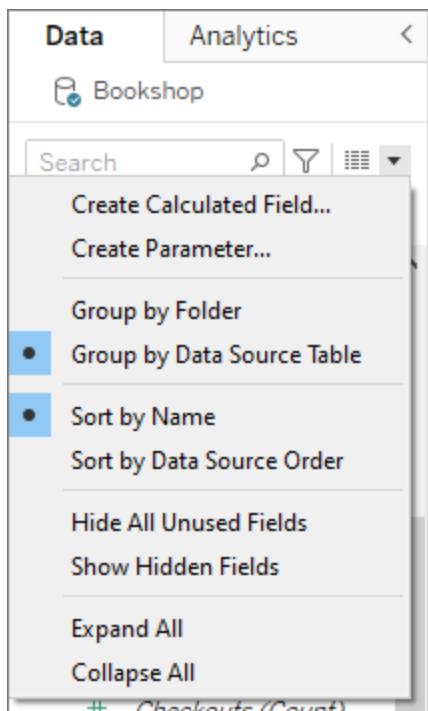 Data Analytics
Bookshop
Search
Create Calculated Field...
Create Parameter...
Group by Folder
Group by Data Source Table
Sort by Name
Sort by Data Source Order
Hide All Unused Fields
Show Hidden Fields
Expand All
Collapse All
# Checkouts (Count)